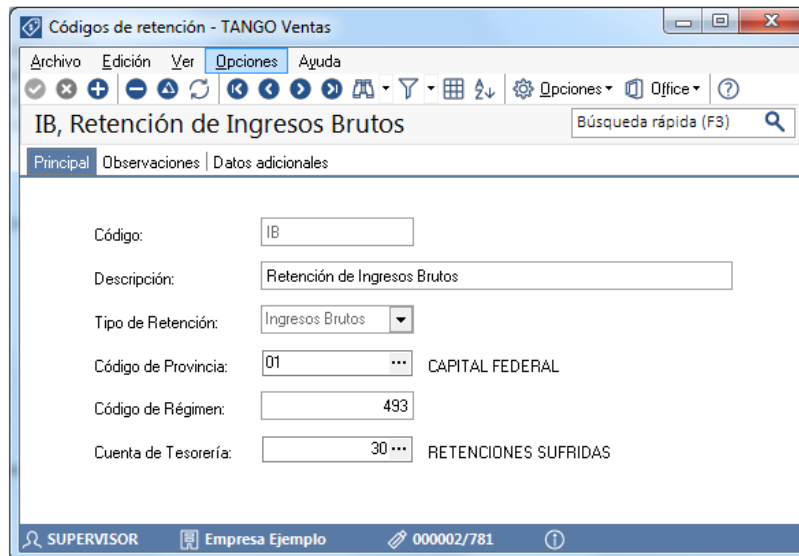 Códigos de retención - TANGO Ventas
Archivo Edición Ver Opciones Ayuda
Opciones Office
IB, Retención de Ingresos Brutos
Búsqueda rápida (F3)
Principal Observaciones Datos adicionales
Código: IB
Descripción: Retención de Ingresos Brutos
Tipo de Retención: Ingresos Brutos
Código de Provincia: 01 ... CAPITAL FEDERAL
Código de Régimen: 493
Cuenta de Tesorería: 30 ... RETENCIONES SUFRIDAS
SUPERVISOR Empresa Ejemplo 000002/781